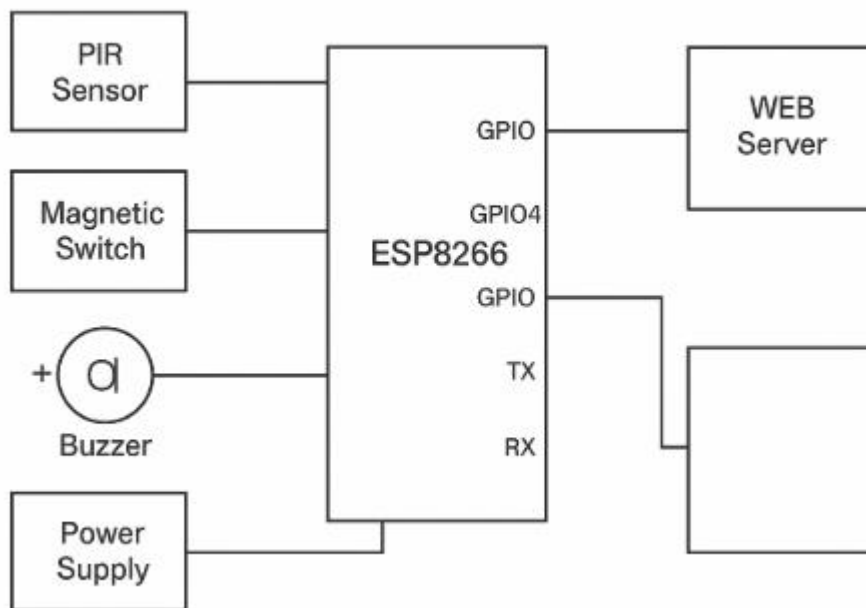 PIR
Sensor
Magnetic
Switch
+
Buzzer
Power
Supply
GPIO
GPIO4
ESP8266
GPIO
TX
RX
WEB
Server